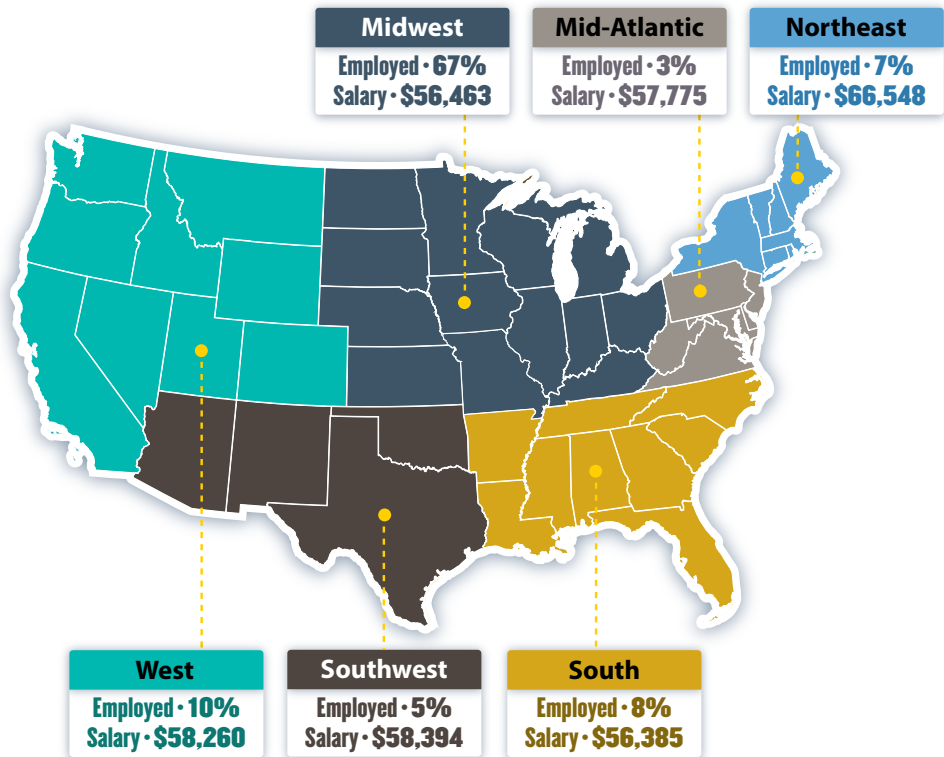 Midwest
Employed • 67%
Salary • $56,463
Mid-Atlantic
Employed • 3%
Salary • $57,775
Northeast
Employed • 7%
Salary • $66,548
West
Employed • 10%
Salary • $58,260
Southwest
Employed • 5%
Salary • $58,394
South
Employed • 8%
Salary • $56,385